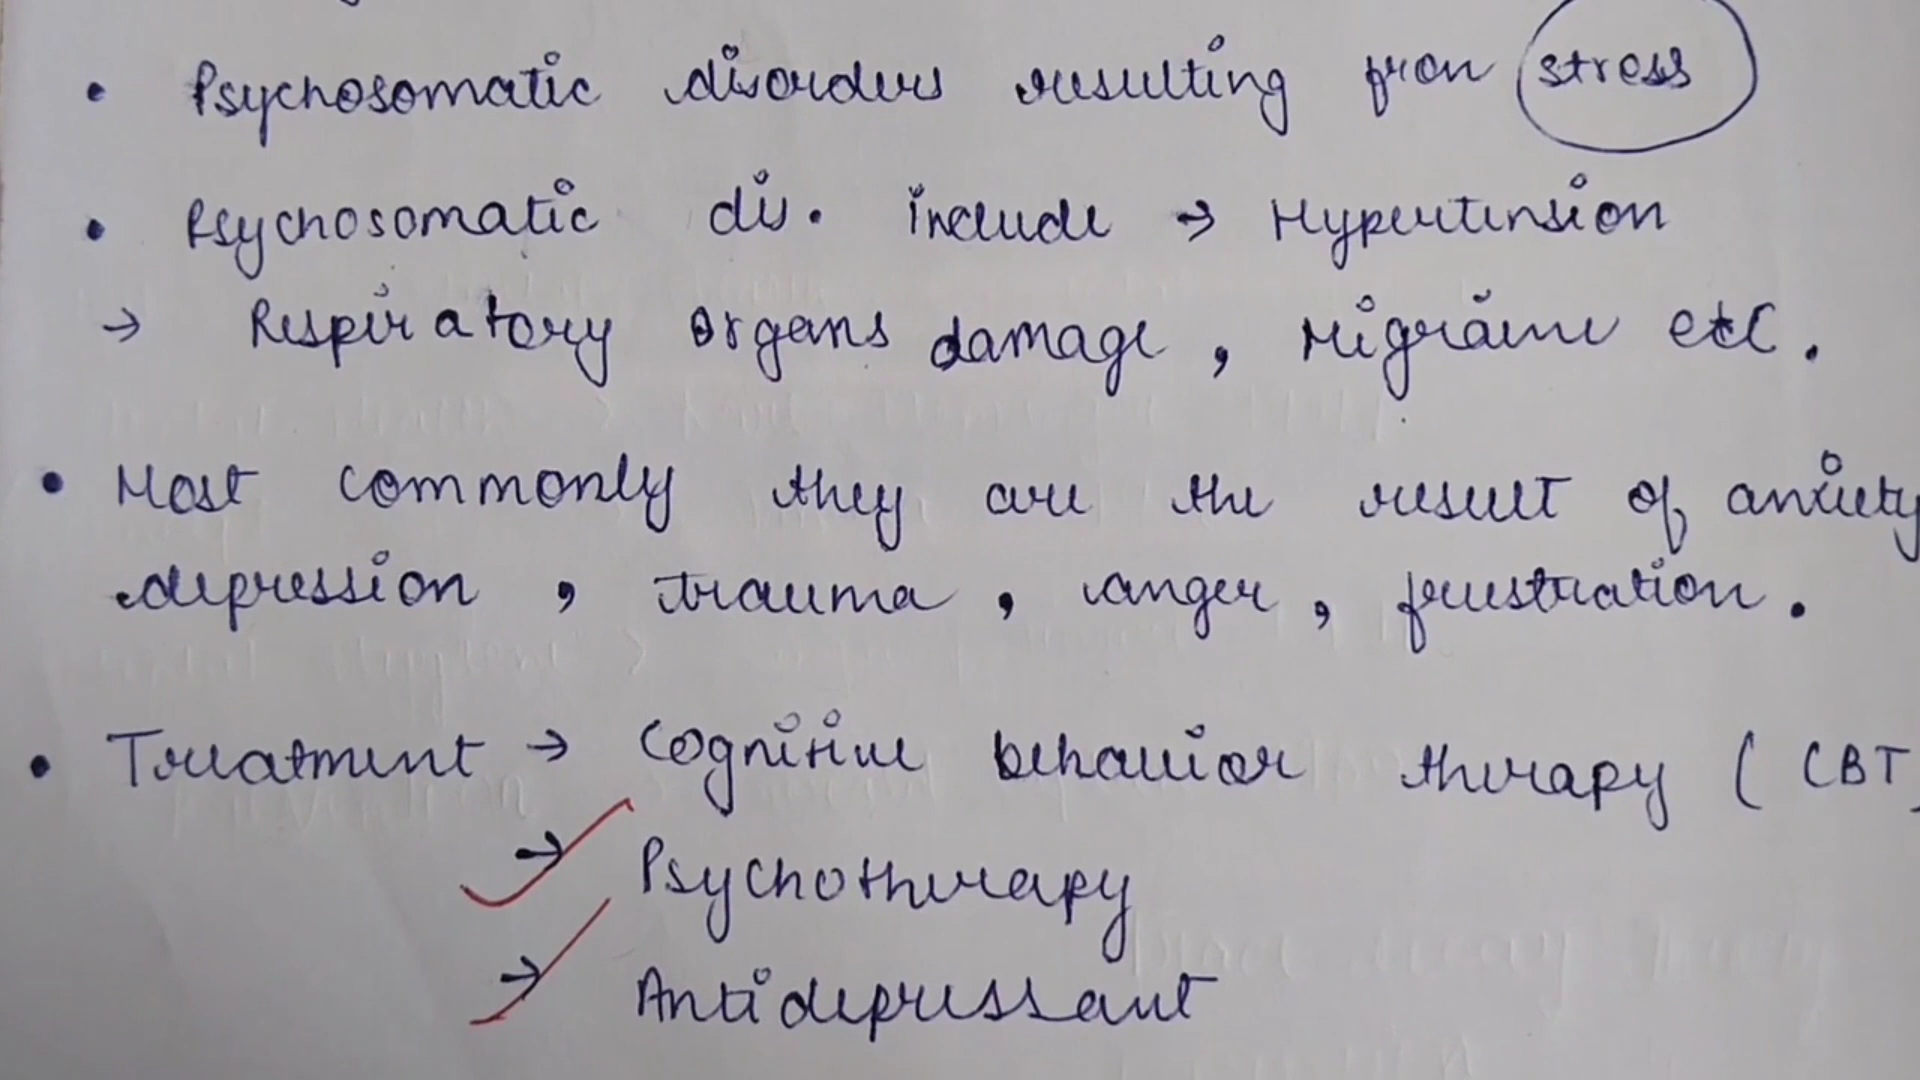 • Psychosomatic disorders resulting from stress
• Psychosomatic dis. include → Hypertension
→ Respiratory organs damage, Migraine etc.
• Most commonly they are the result of anxiety
depression, trauma, anger, frustration.
• Treatment → Cognitive behavior therapy (CBT)
→ Psychotherapy
→ Antidepressant